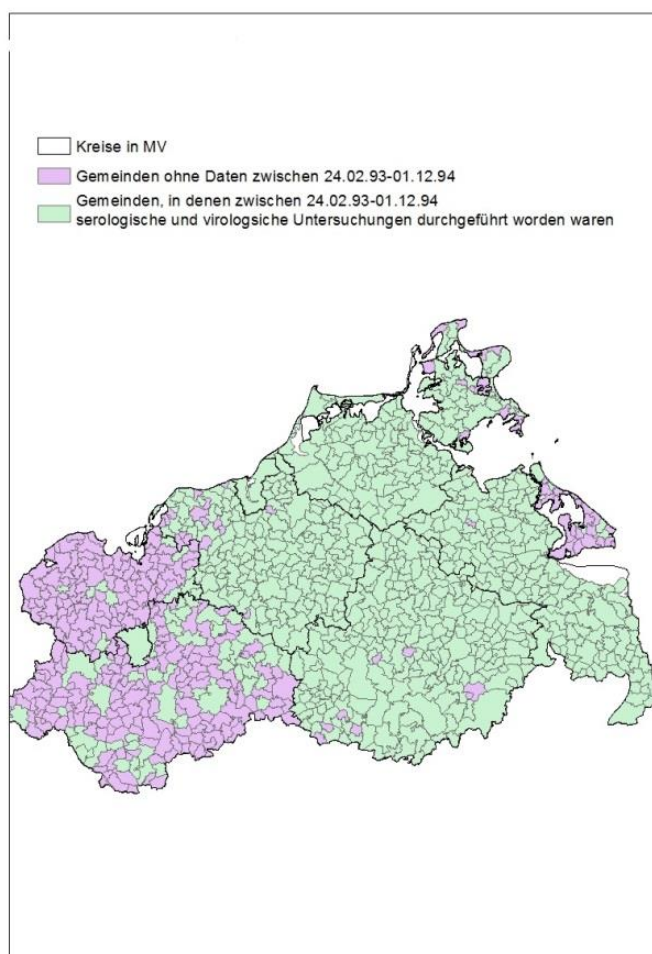 Kreise in MV
Gemeinden ohne Daten zwischen 24.02.93-01.12.94
Gemeinden, in denen zwischen 24.02.93-01.12.94
serologische und virologsiche Untersuchungen durchgeführt worden waren